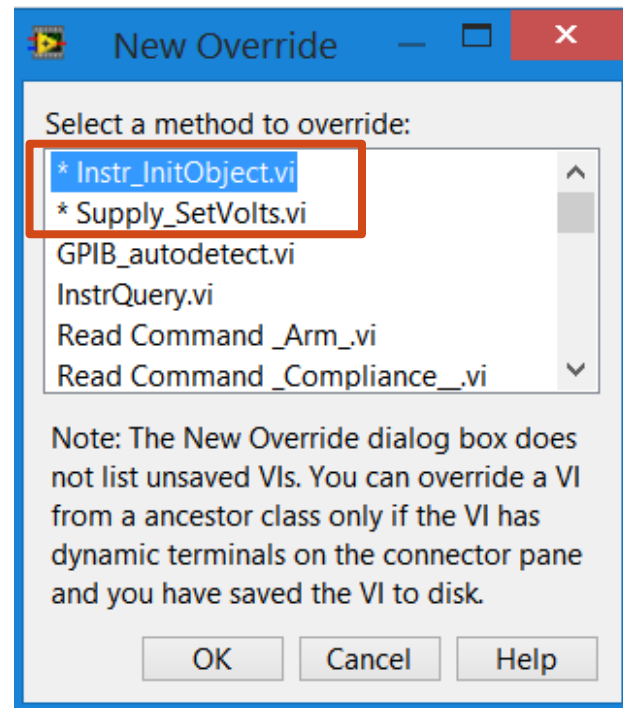 New Override
Select a method to override:
* Instr_InitObject.vi
* Supply_SetVolts.vi
GPIB_autodetect.vi
InstrQuery.vi
Read Command _Arm_.vi
Read Command _Compliance__.vi
Note: The New Override dialog box does
not list unsaved VIs. You can override a VI
from a ancestor class only if the VI has
dynamic terminals on the connector pane
and you have saved the VI to disk.
OK Cancel Help